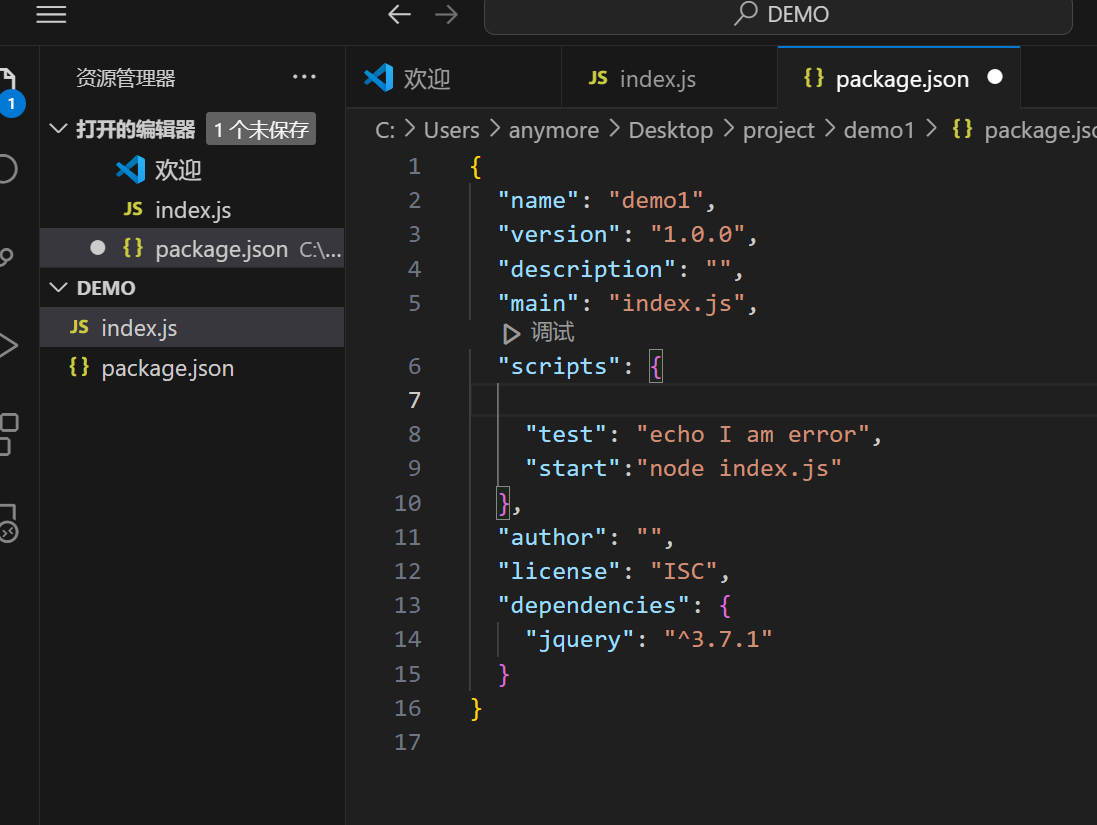 DEMO
资源管理器
欢迎
JS index.js
{} package.json
1
打开的编辑器 1 个未保存
C: > Users > anymore > Desktop > project > demo1 > {} package.jso
欢迎
JS index.js
{} package.json C:\...
DEMO
JS index.js
{} package.json
1 {
2 "name": "demo1",
3 "version": "1.0.0",
4 "description": "",
5 "main": "index.js",
调试
6 "scripts": {
7
8 "test": "echo I am error",
9 "start":"node index.js"
10 },
11 "author": "",
12 "license": "ISC",
13 "dependencies": {
14 "jquery": "^3.7.1"
15 }
16 }
17